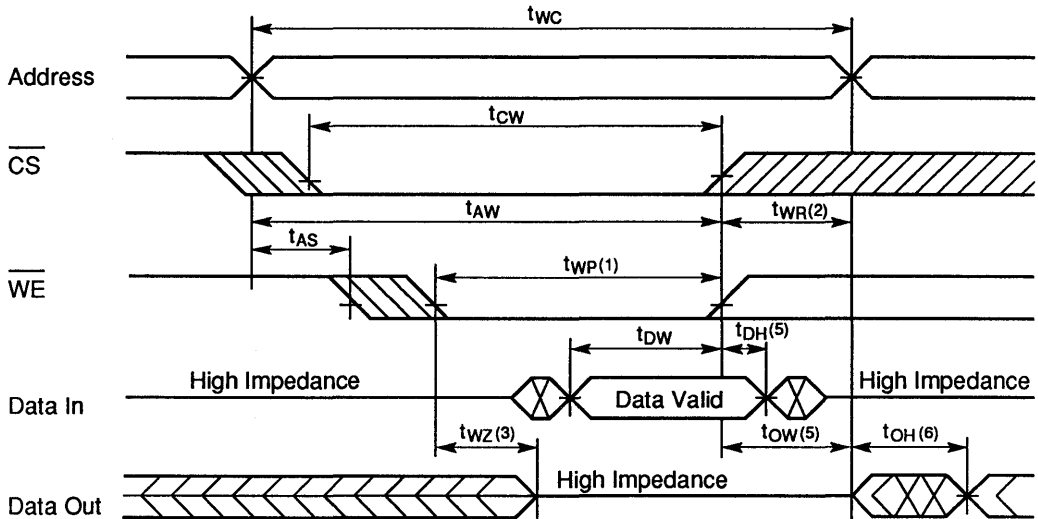 tWC
Address
tCW
CS
tAW
tWR(2)
tAS
WE
tWP(1)
tDW
tDH(5)
High Impedance
Data Valid
High Impedance
Data In
tWZ(3)
tOW(5)
tOH(6)
High Impedance
Data Out